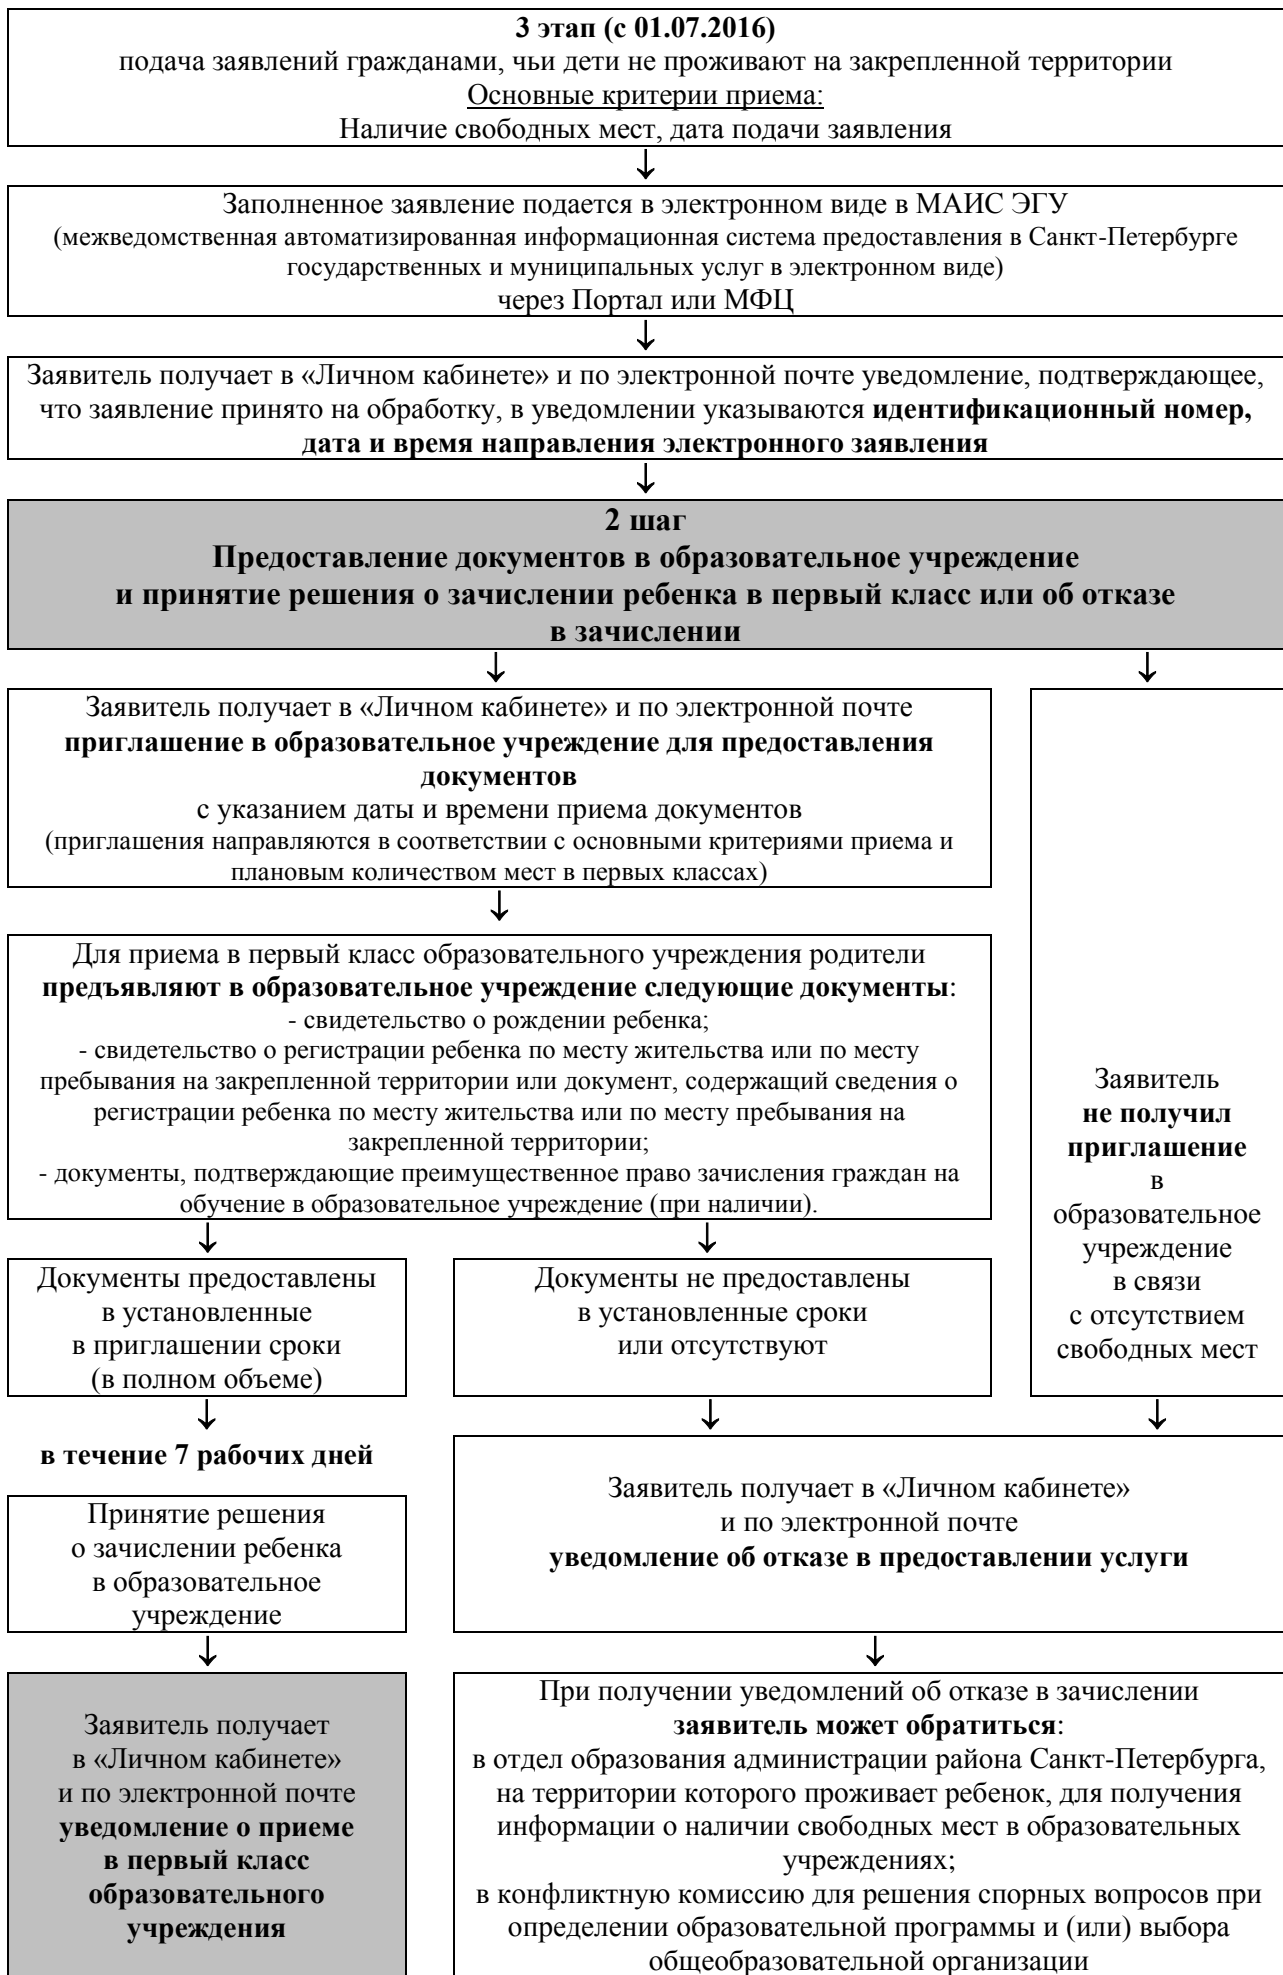 3 этап (с 01.07.2016)
подача заявлений гражданами, чьи дети не проживают на закрепленной территории
Основные критерии приема:
Наличие свободных мест, дата подачи заявления
Заполненное заявление подается в электронном виде в МАИС ЭГУ
(межведомственная автоматизированная информационная система предоставления в Санкт-Петербурге
государственных и муниципальных услуг в электронном виде)
через Портал или МФЦ
Заявитель получает в «Личном кабинете» и по электронной почте уведомление, подтверждающее,
что заявление принято на обработку, в уведомлении указываются идентификационный номер,
дата и время направления электронного заявления
2 шаг
Предоставление документов в образовательное учреждение
и принятие решения о зачислении ребенка в первый класс или об отказе
в зачислении
Заявитель получает в «Личном кабинете» и по электронной почте
приглашение в образовательное учреждение для предоставления
документов
с указанием даты и времени приема документов
(приглашения направляются в соответствии с основными критериями приема и
плановым количеством мест в первых классах)
Для приема в первый класс образовательного учреждения родители
предъявляют в образовательное учреждение следующие документы:
- свидетельство о рождении ребенка;
- свидетельство о регистрации ребенка по месту жительства или по месту
пребывания на закрепленной территории или документ, содержащий сведения о
регистрации ребенка по месту жительства или по месту пребывания на
закрепленной территории;
- документы, подтверждающие преимущественное право зачисления граждан на
обучение в образовательное учреждение (при наличии).
Заявитель
не получил
приглашение
в
образовательное
учреждение
в связи
с отсутствием
свободных мест
Документы предоставлены
в установленные
в приглашении сроки
(в полном объеме)
Документы не предоставлены
в установленные сроки
или отсутствуют
в течение 7 рабочих дней
Принятие решения
о зачислении ребенка
в образовательное
учреждение
Заявитель получает в «Личном кабинете»
и по электронной почте
уведомление об отказе в предоставлении услуги
Заявитель получает
в «Личном кабинете»
и по электронной почте
уведомление о приеме
в первый класс
образовательного
учреждения
При получении уведомлений об отказе в зачислении
заявитель может обратиться:
в отдел образования администрации района Санкт-Петербурга,
на территории которого проживает ребенок, для получения
информации о наличии свободных мест в образовательных
учреждениях;
в конфликтную комиссию для решения спорных вопросов при
определении образовательной программы и (или) выбора
общеобразовательной организации